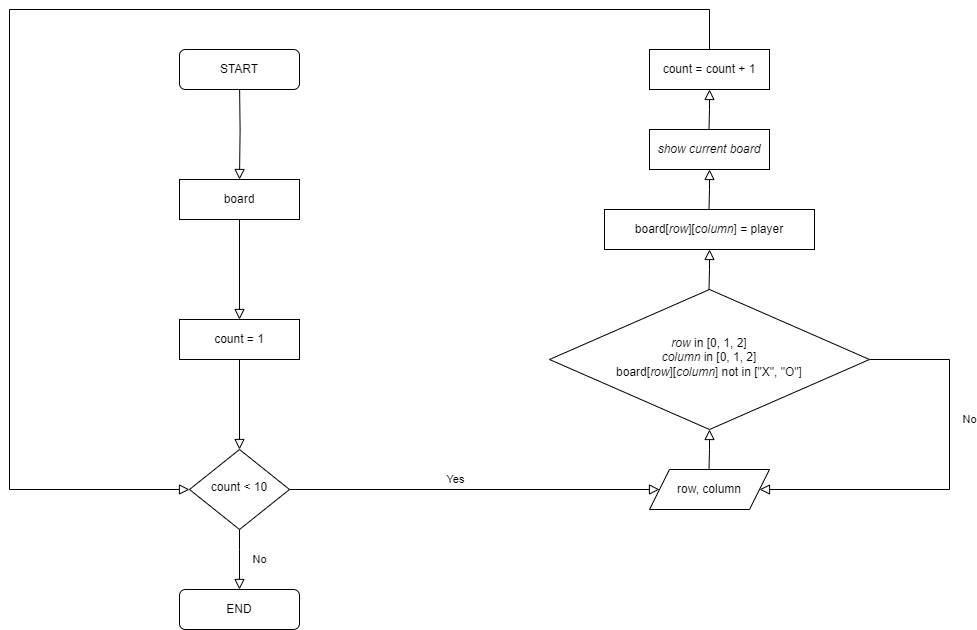 START
board
count = 1
count < 10
No
END
Yes
row, column
No
row in [0, 1, 2]
column in [0, 1, 2]
board[row][column] not in ["X", "O"]
board[row][column] = player
show current board
count = count + 1